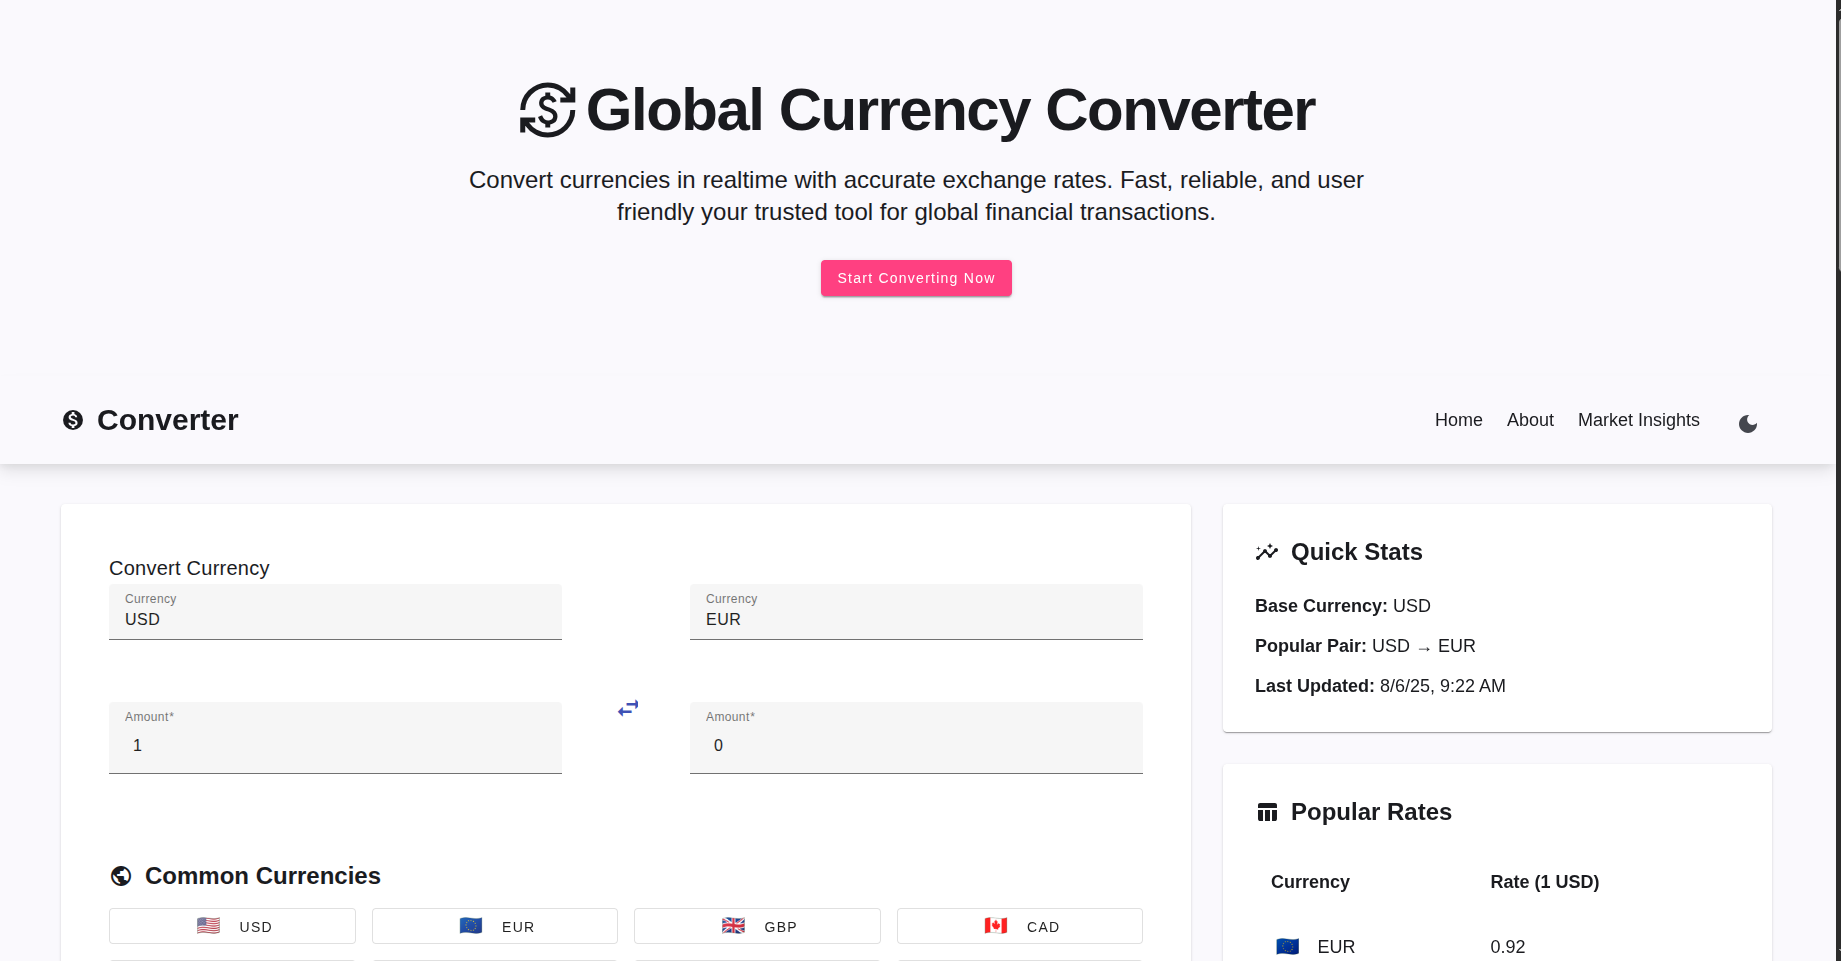 Global Currency Converter
Convert currencies in realtime with accurate exchange rates. Fast, reliable, and user
friendly your trusted tool for global financial transactions.
Start Converting Now
Converter
Home About Market Insights
Convert Currency
Currency
USD
Currency
EUR
Amount*
1
Amount*
0
Common Currencies
USD
EUR
GBP
CAD
Quick Stats
Base Currency: USD
Popular Pair: USD → EUR
Last Updated: 8/6/25, 9:22 AM
Popular Rates
Currency Rate (1 USD)
EUR 0.92